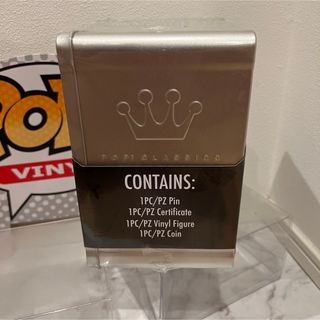 POP! CLASSICS
CONTAINS:
1PC/PZ Pin
1PC/PZ Certificate
1PC/PZ Vinyl Figure
1PC/PZ Coin
POP!
VINYL